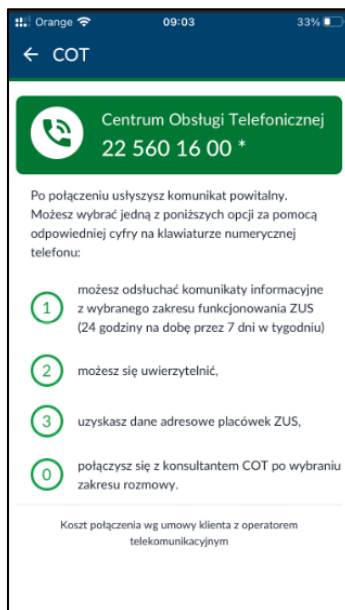 Orange 09:03 33%
COT
Centrum Obsługi Telefonicznej
22 560 16 00 *
Po połączeniu usłyszysz komunikat powitalny.
Możesz wybrać jedną z poniższych opcji za pomocą
odpowiedniej cyfry na klawiaturze numerycznej
telefonu:
możesz odsłuchać komunikaty informacyjne
1 z wybranego zakresu funkcjonowania ZUS
(24 godziny na dobę przez 7 dni w tygodniu)
2 możesz się uwierzytelnić,
3 uzyskasz dane adresowe placówek ZUS,
0 połączysz się z konsultantem COT po wybraniu
zakresu rozmowy.
Koszt połączenia wg umowy klienta z operatorem
telekomunikacyjnym